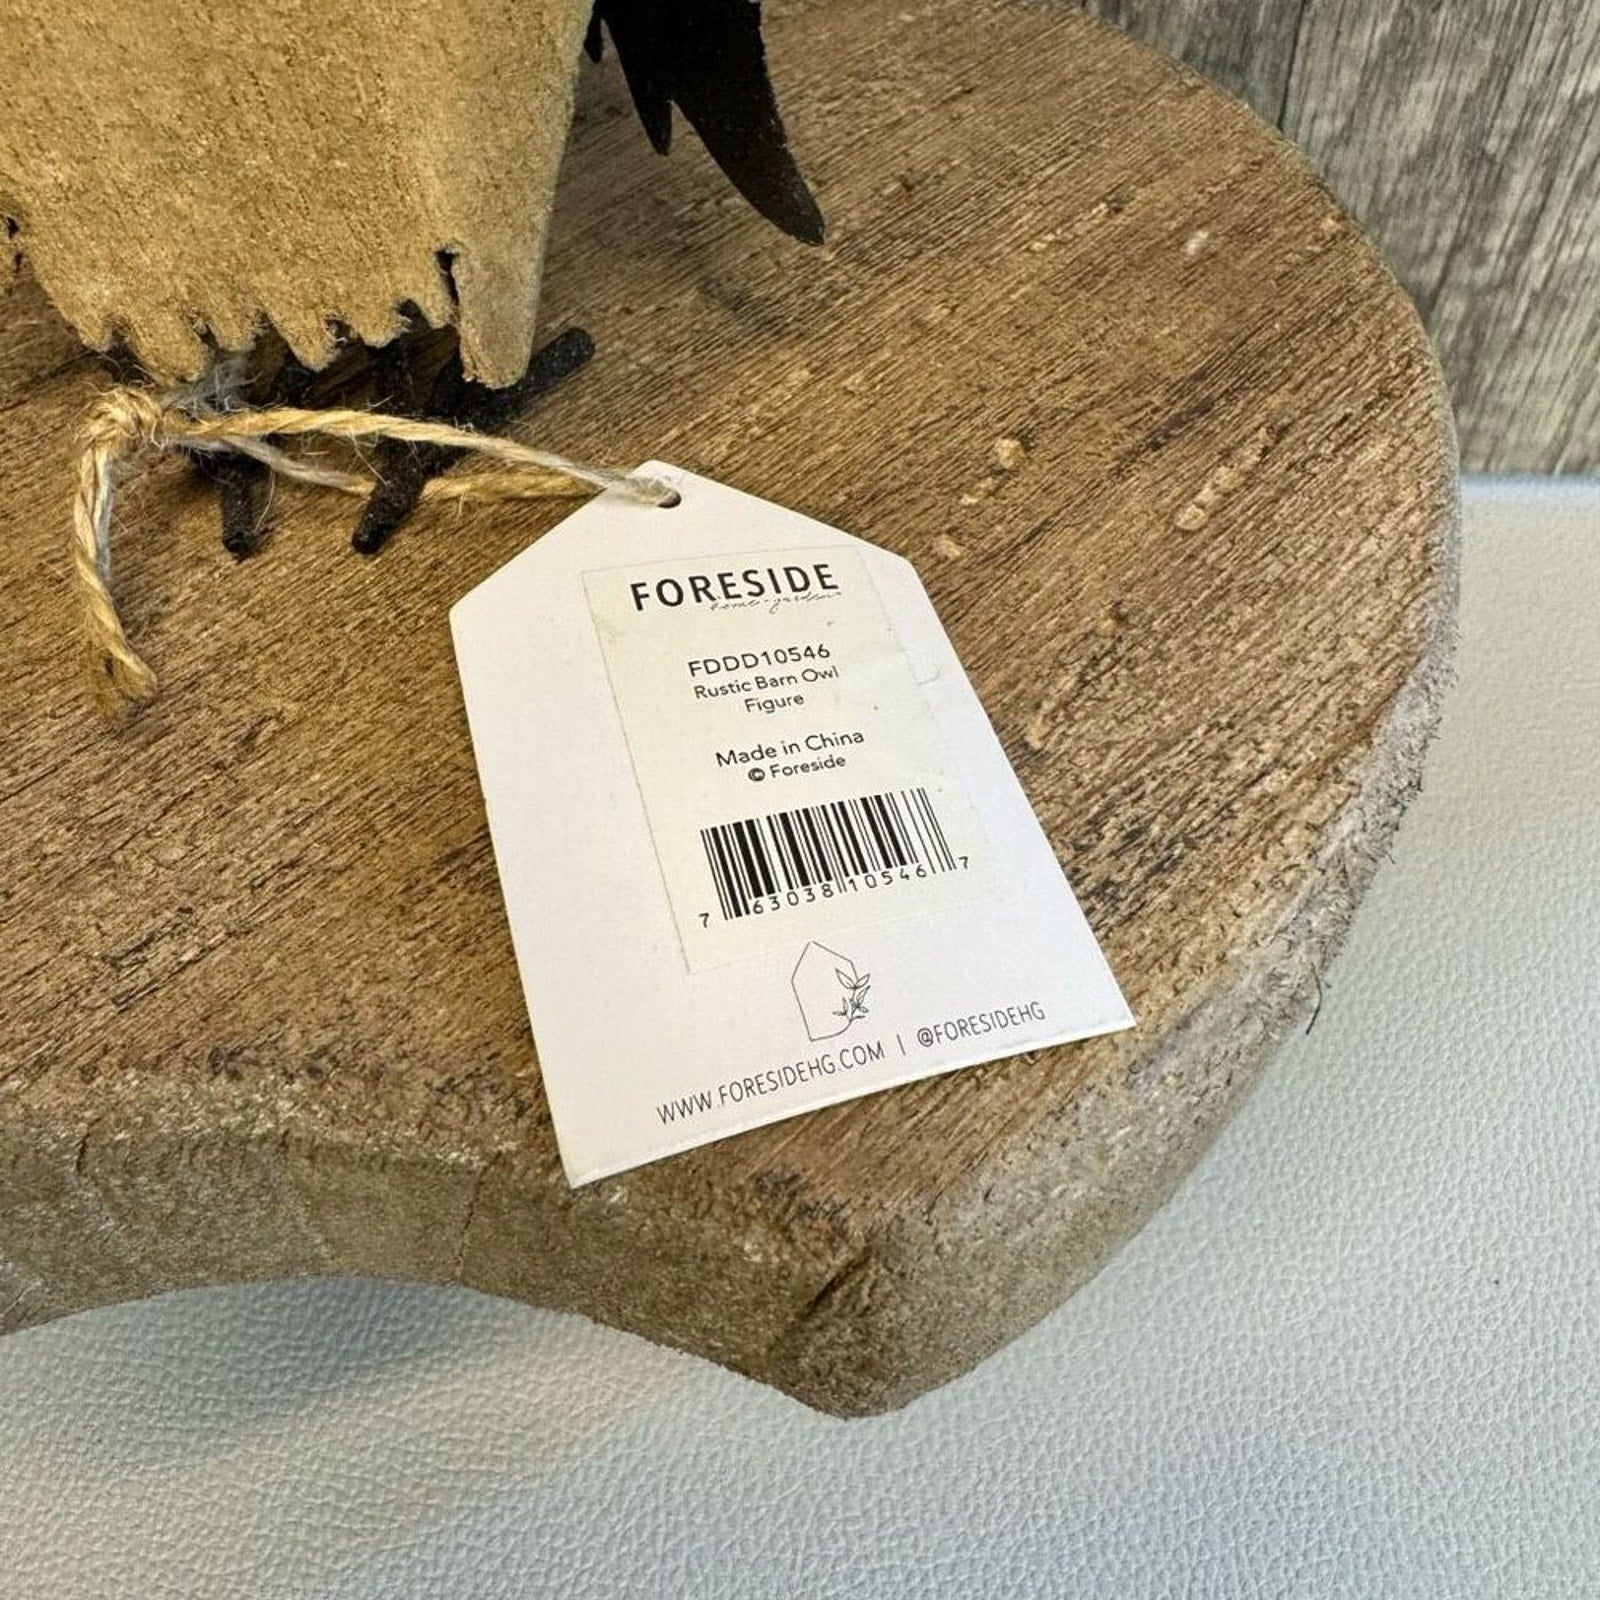 FORESIDE
home + garden
FDDD10546
Rustic Barn Owl
Figure
Made in China
© Foreside
7 63038 10546 7
WWW.FORESIDEHG.COM | @FORESIDEHG